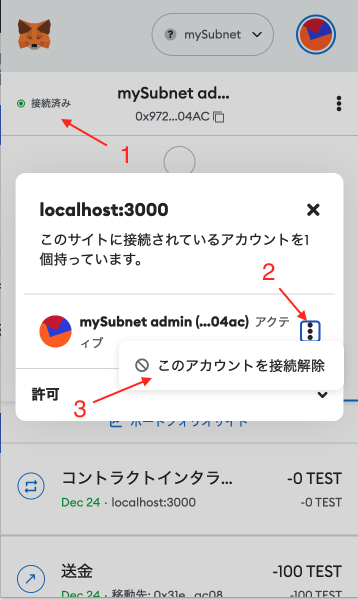 ? mySubnet
接続済み
mySubnet ad...
0x972...04AC
1
localhost:3000
このサイトに接続されているアカウントを1
個持っています。
2
mySubnet admin (...04ac) アクテ
ィブ
このアカウントを接続解除
3
許可
ポートフォリオサイト
コントラクトインタラ...
-0 TEST
Dec 24 · localhost:3000
-0 TEST
送金
-100 TEST
Dec 24 · 移動先: 0x31e...ac08
-100 TEST